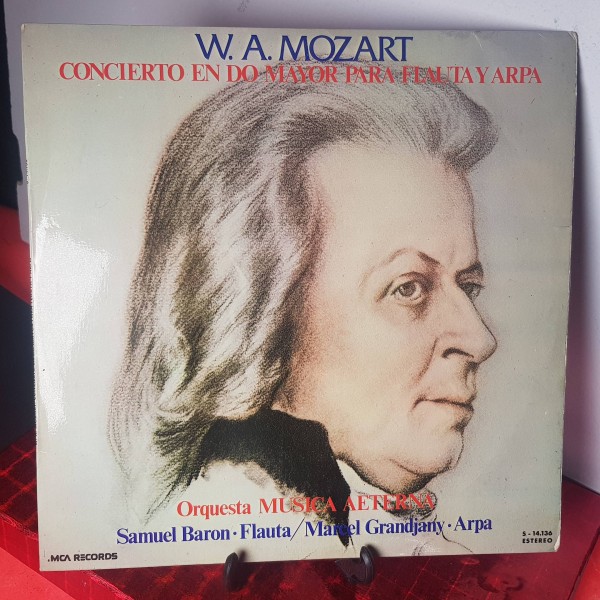 W. A. MOZART
CONCIERTO EN DO MAYOR PARA FLAUTA Y ARPA
Orquesta MUSICA AETERNA
Samuel Baron · Flauta/Marcel Grandjany · Arpa
MCA RECORDS
S - 14.136
ESTEREO